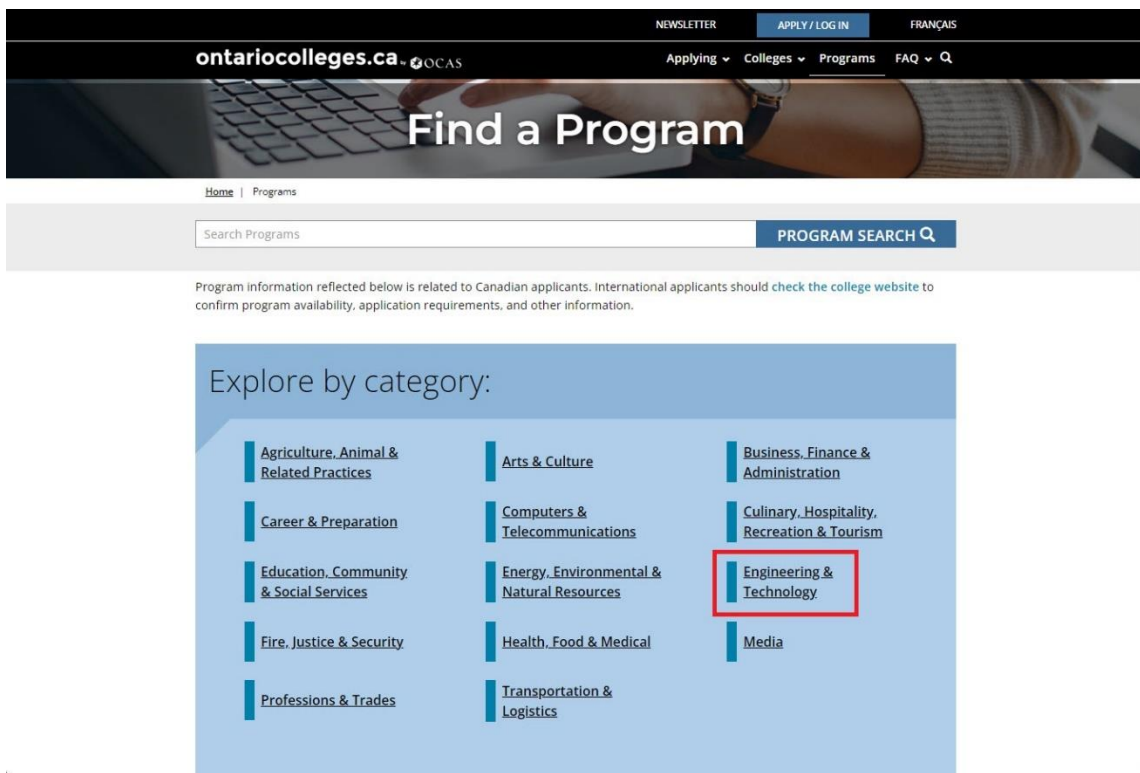 NEWSLETTER APPLY / LOG IN FRANÇAIS
ontariocolleges.ca by OCAS Applying Colleges Programs FAQ
Find a Program
Home | Programs
Search Programs PROGRAM SEARCH
Program information reflected below is related to Canadian applicants. International applicants should check the college website to
confirm program availability, application requirements, and other information.
Explore by category:
Agriculture, Animal &
Related Practices
Arts & Culture
Business, Finance &
Administration
Career & Preparation
Computers &
Telecommunications
Culinary, Hospitality,
Recreation & Tourism
Education, Community
& Social Services
Energy, Environmental &
Natural Resources
Engineering &
Technology
Fire, Justice & Security
Health, Food & Medical
Media
Professions & Trades
Transportation &
Logistics